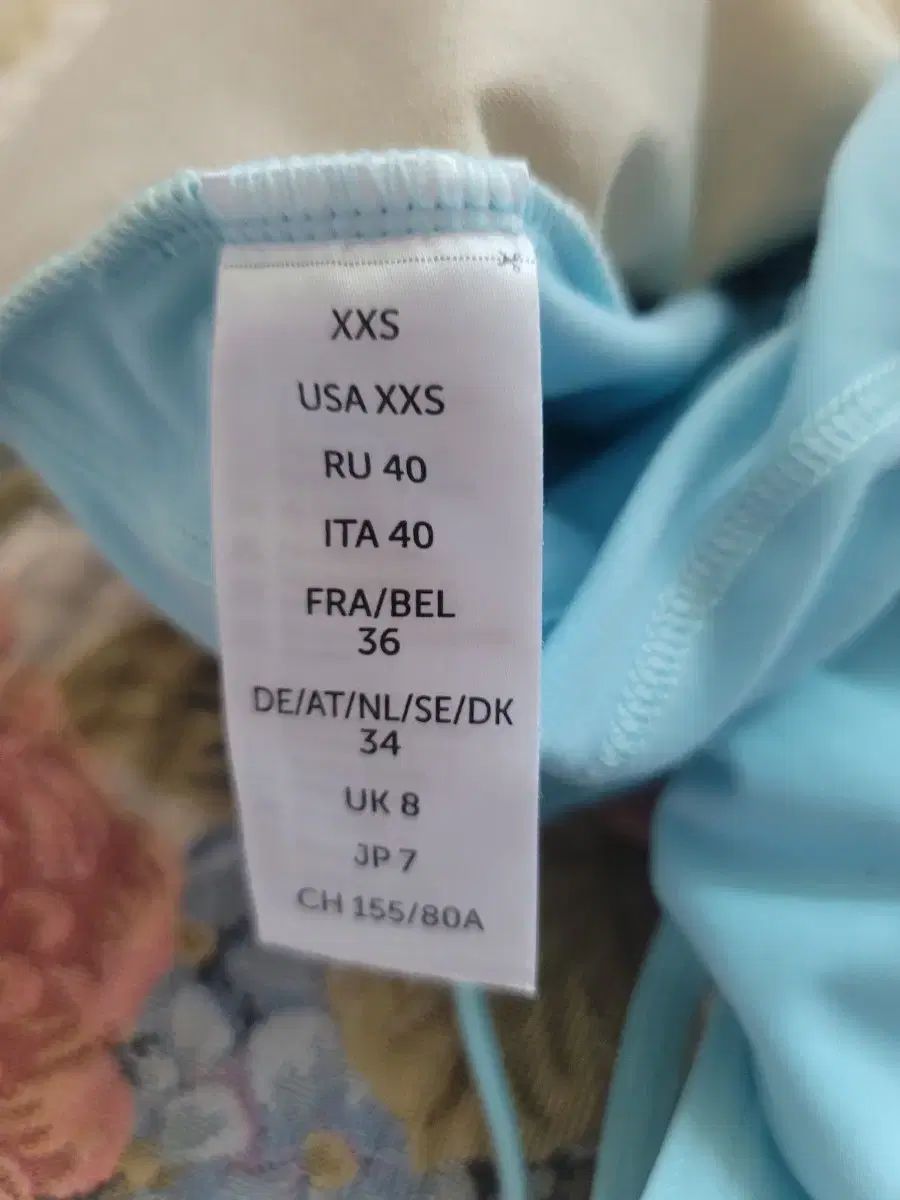 XXS
USA XXS
RU 40
ITA 40
FRA/BEL
36
DE/AT/NL/SE/DK
34
UK 8
JP 7
CH 155/80A